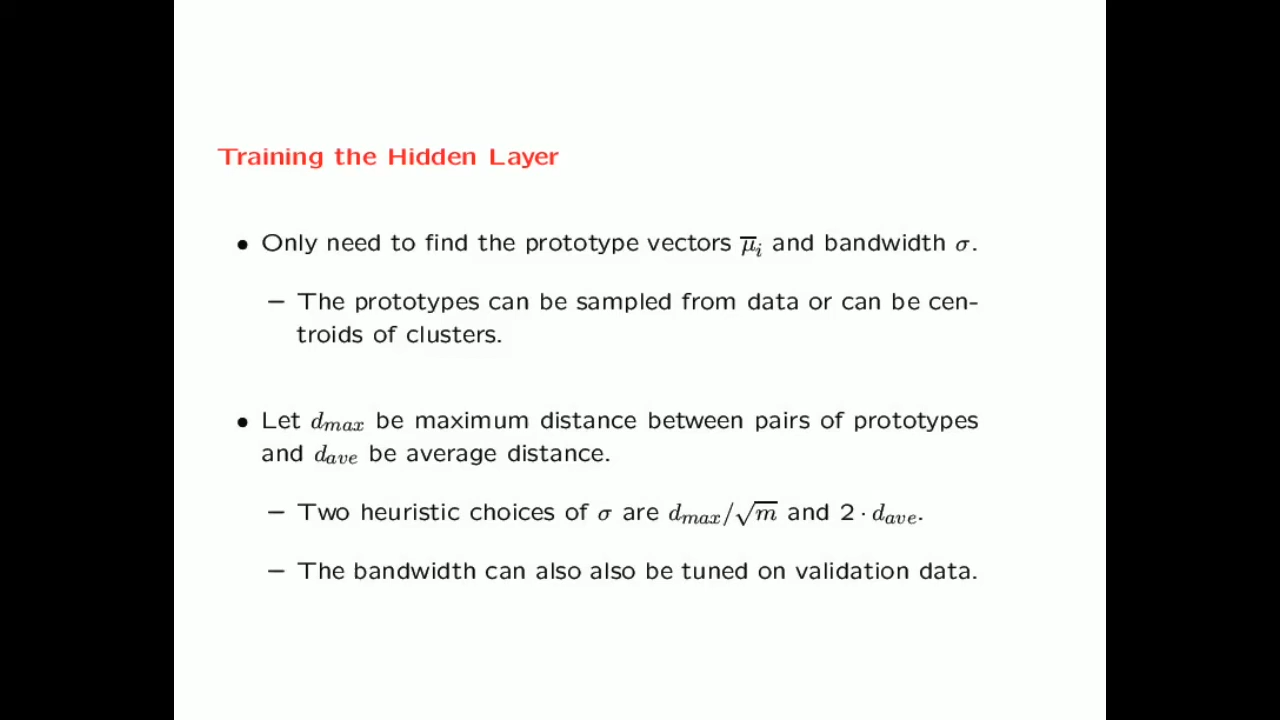 Training the Hidden Layer
• Only need to find the prototype vectors μ̅ᵢ and bandwidth σ.
– The prototypes can be sampled from data or can be cen-
troids of clusters.
• Let d_max be maximum distance between pairs of prototypes
and d_ave be average distance.
– Two heuristic choices of σ are d_max/√m and 2 · d_ave.
– The bandwidth can also also be tuned on validation data.